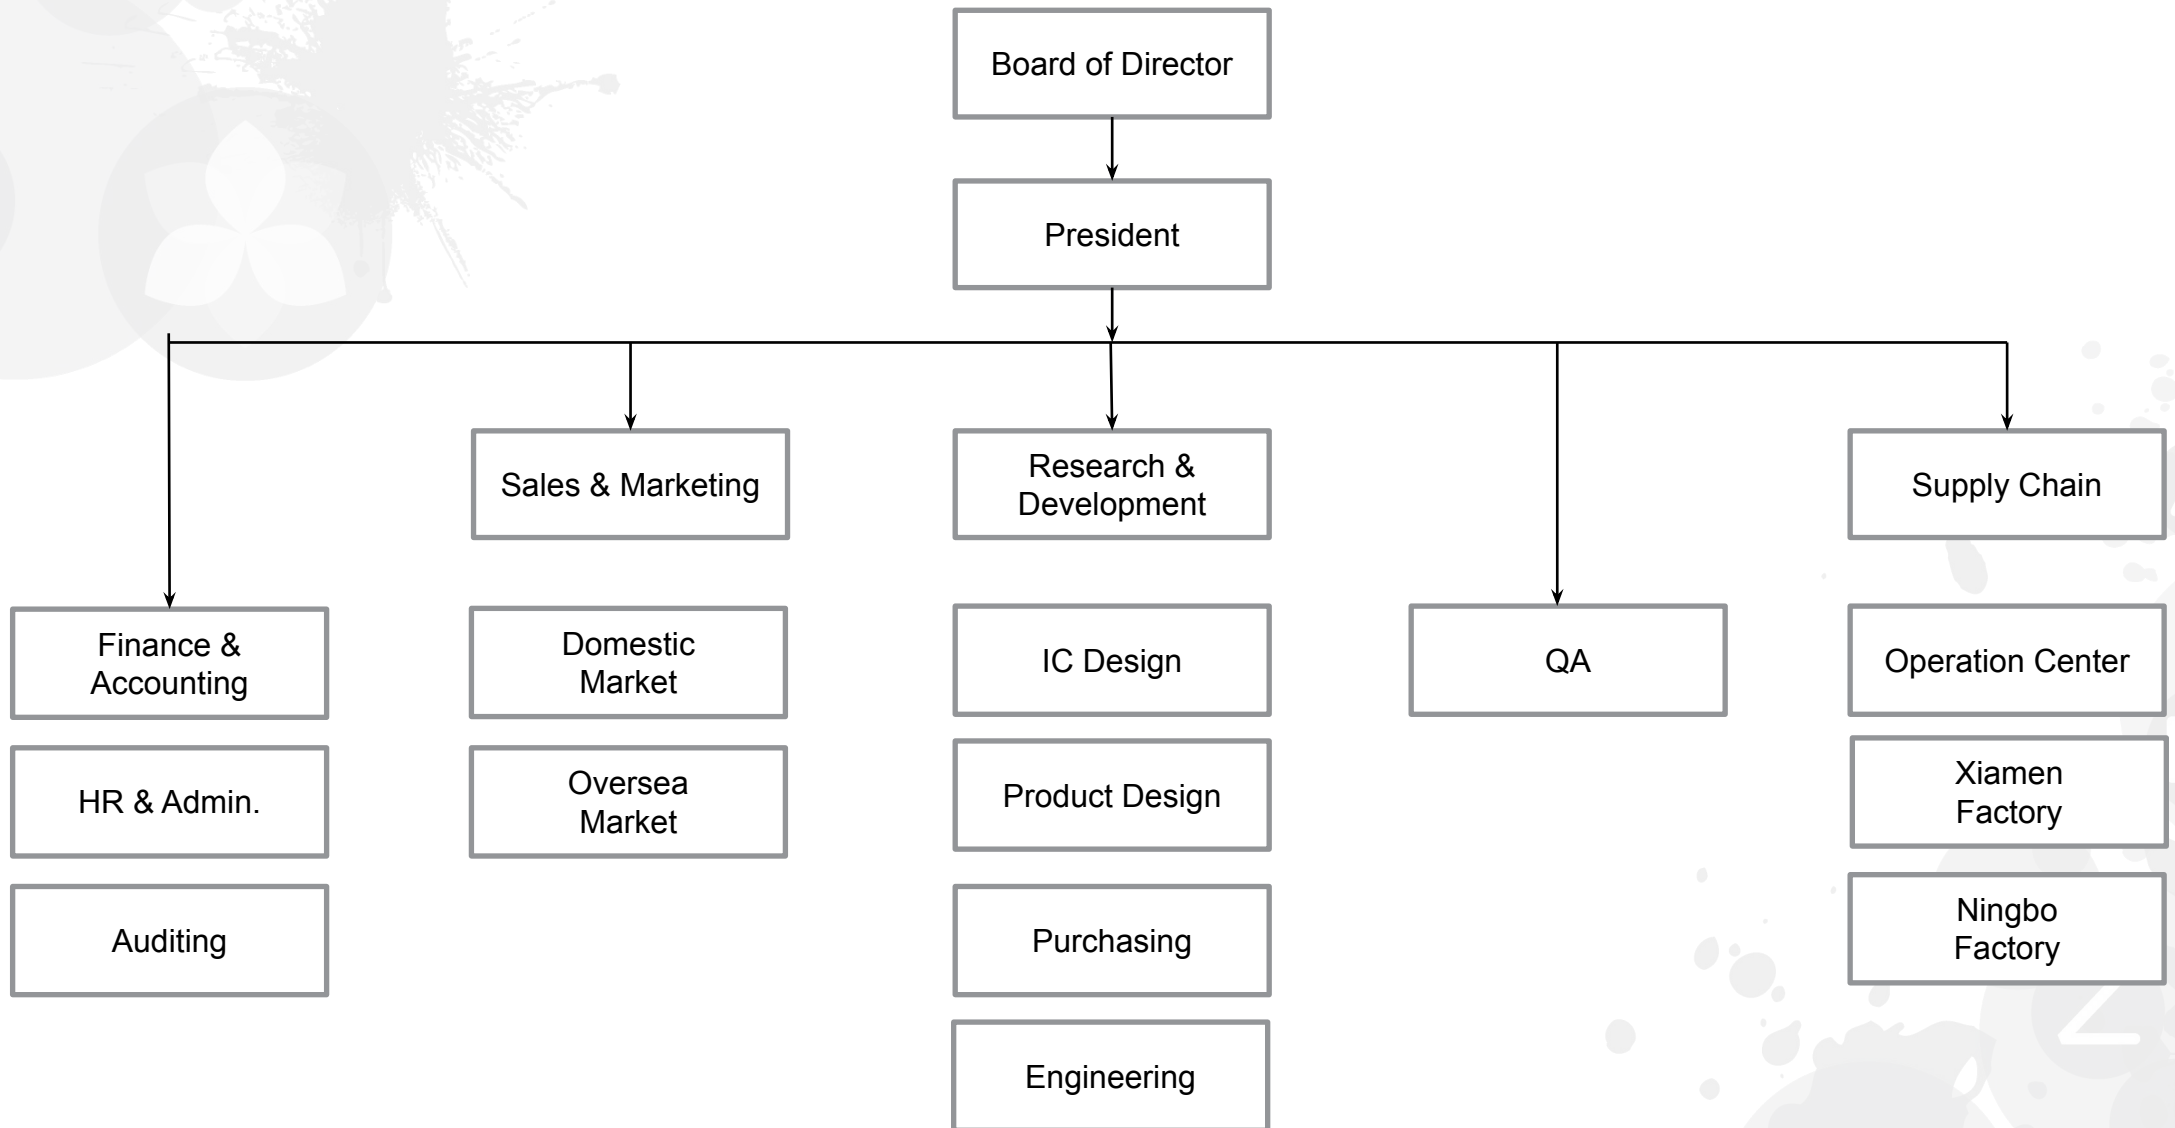 Board of Director
President
Sales & Marketing
Research &
Development
Supply Chain
Finance &
Accounting
Domestic
Market
IC Design
QA
Operation Center
HR & Admin.
Oversea
Market
Product Design
Xiamen
Factory
Auditing
Purchasing
Ningbo
Factory
Engineering
2